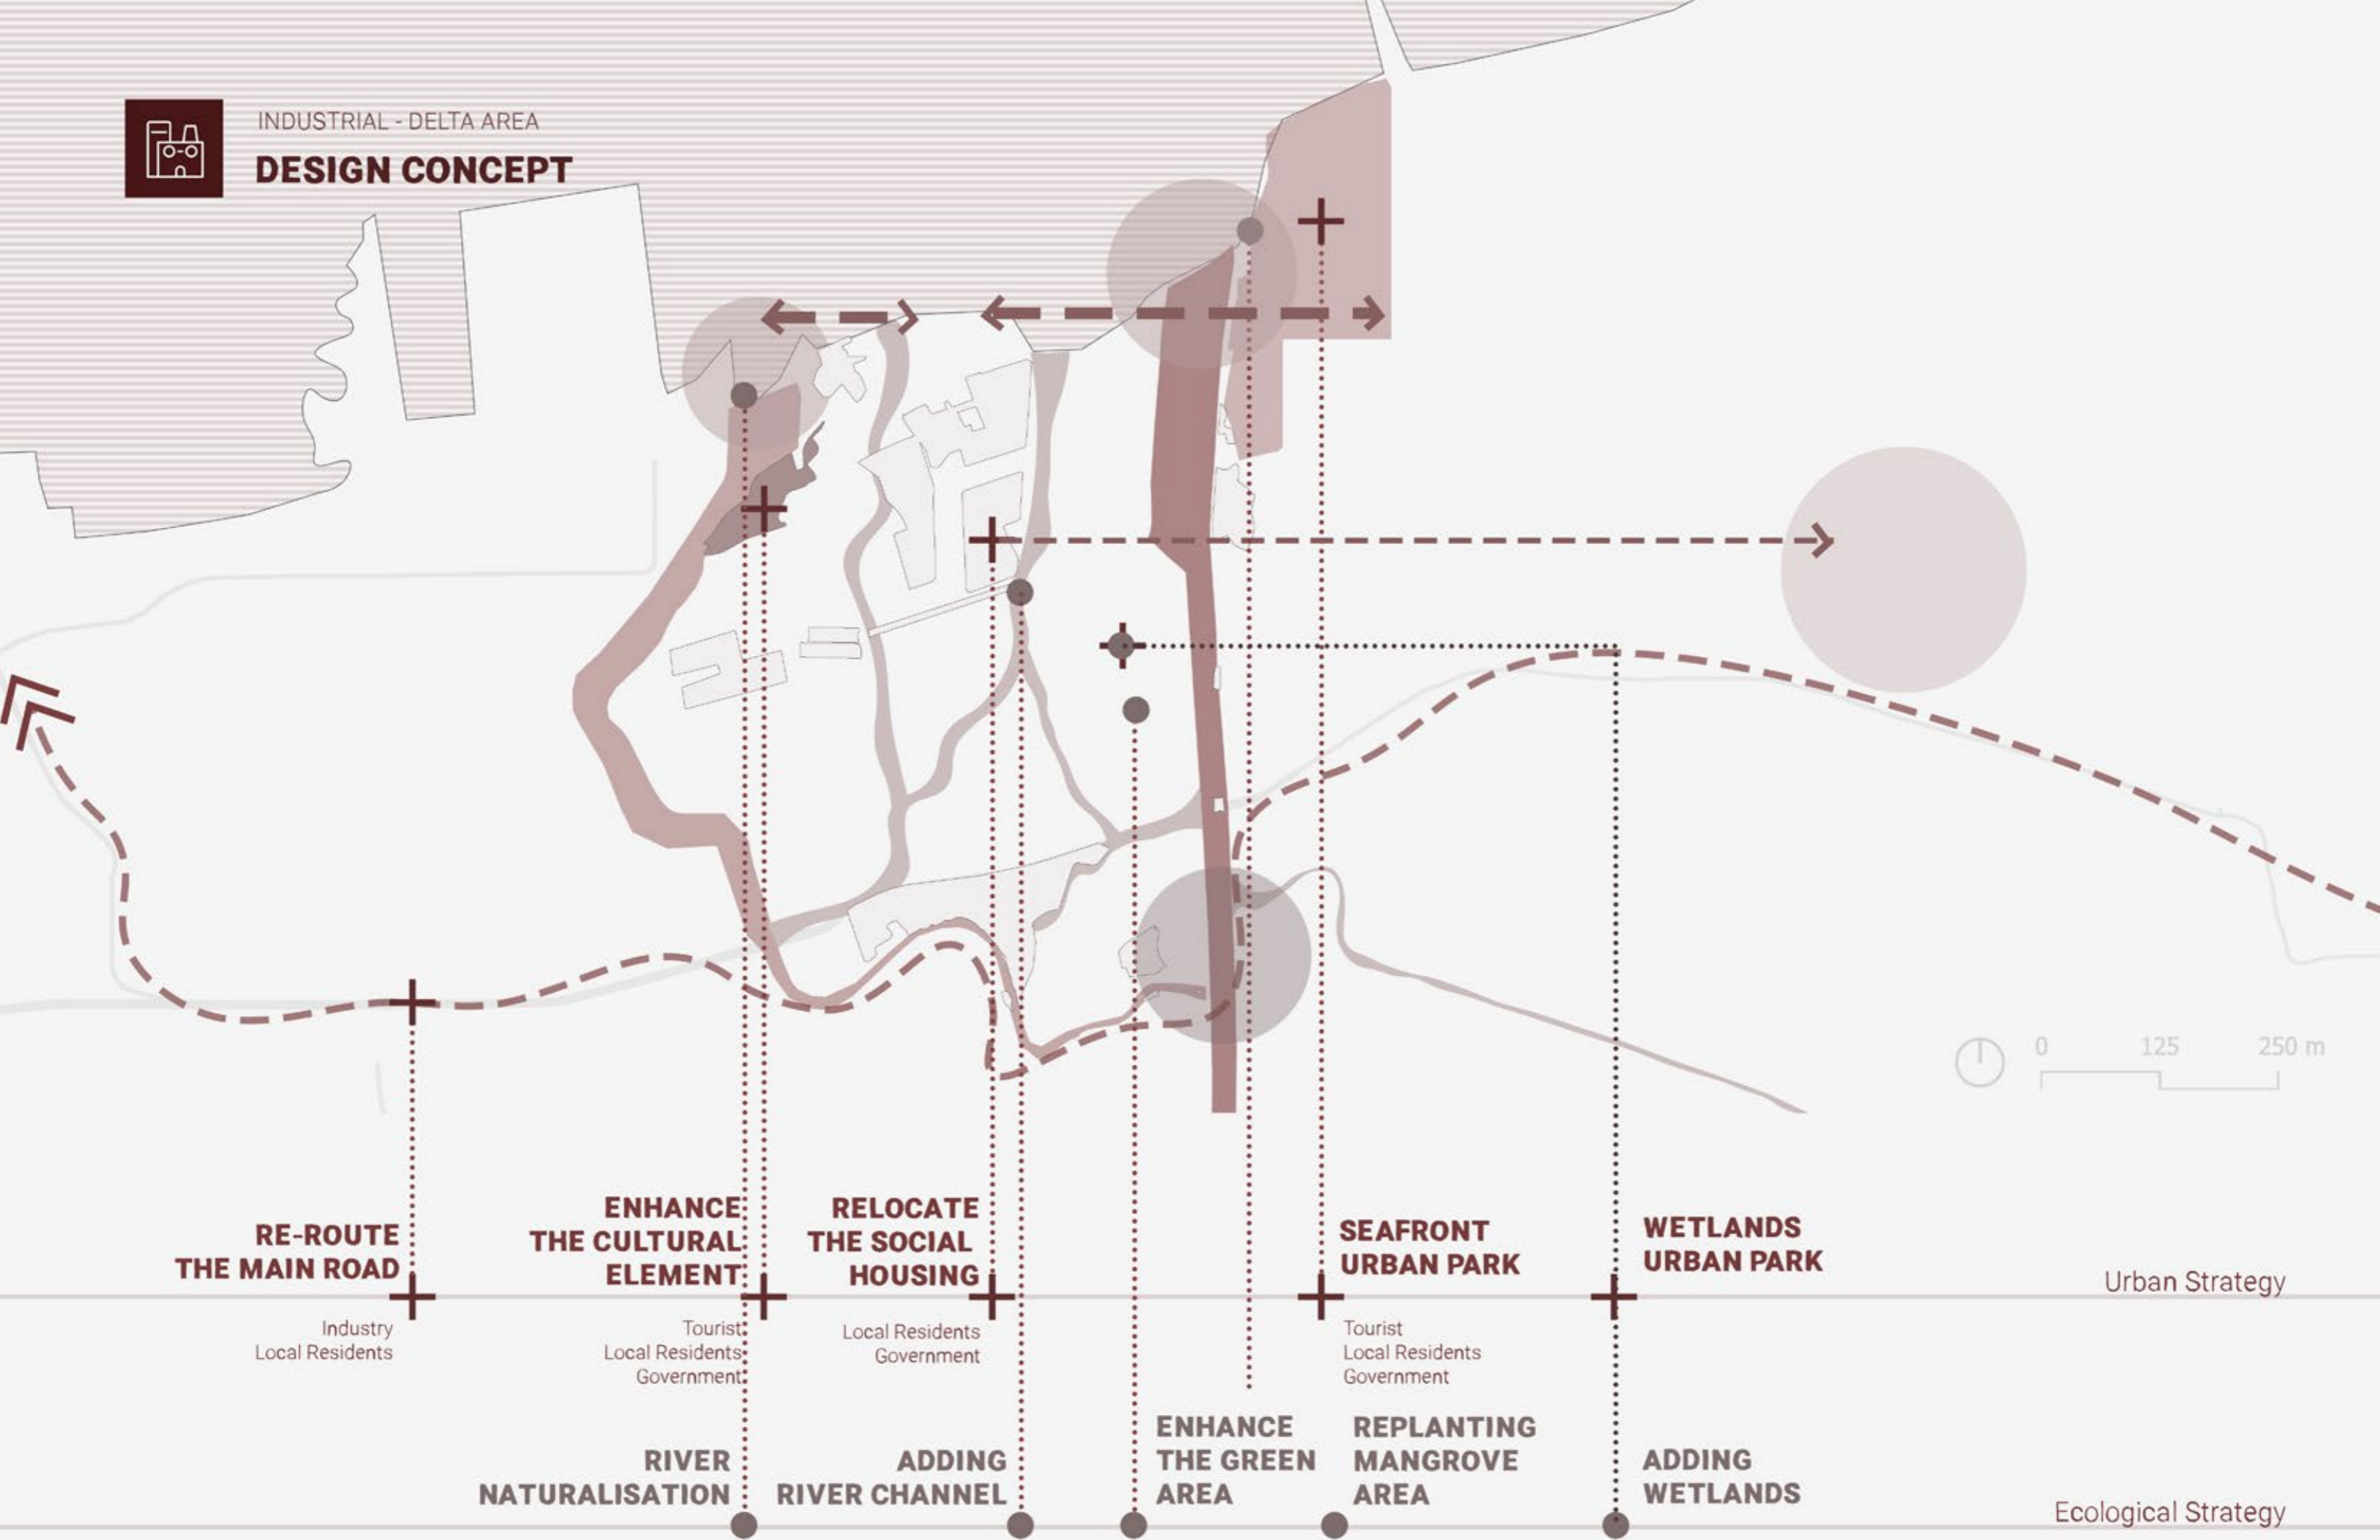 INDUSTRIAL - DELTA AREA
DESIGN CONCEPT
0 125 250 m
RE-ROUTE
THE MAIN ROAD
Industry
Local Residents
ENHANCE
THE CULTURAL
ELEMENT
Tourist
Local Residents
Government
RELOCATE
THE SOCIAL
HOUSING
Local Residents
Government
SEAFRONT
URBAN PARK
Tourist
Local Residents
Government
WETLANDS
URBAN PARK
Urban Strategy
RIVER
NATURALISATION
ADDING
RIVER CHANNEL
ENHANCE
THE GREEN
AREA
REPLANTING
MANGROVE
AREA
ADDING
WETLANDS
Ecological Strategy